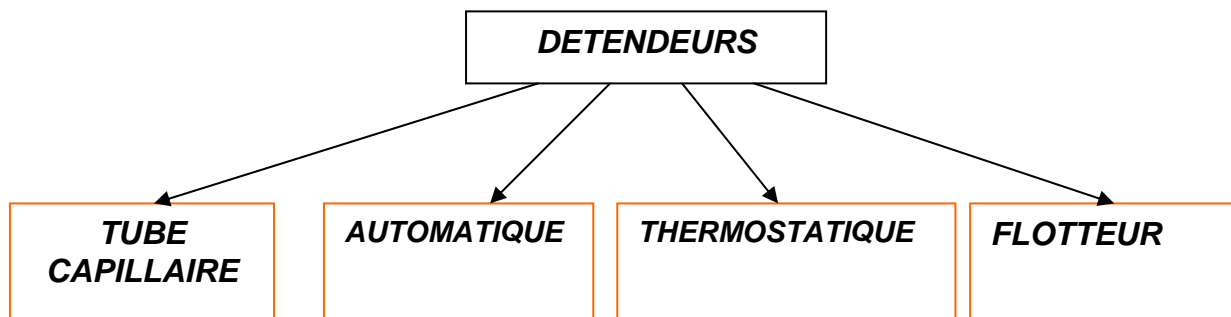 DETENDEURS
TUBE
CAPILLAIRE
AUTOMATIQUE
THERMOSTATIQUE
FLOTTEUR